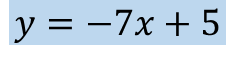 y = −7x + 5